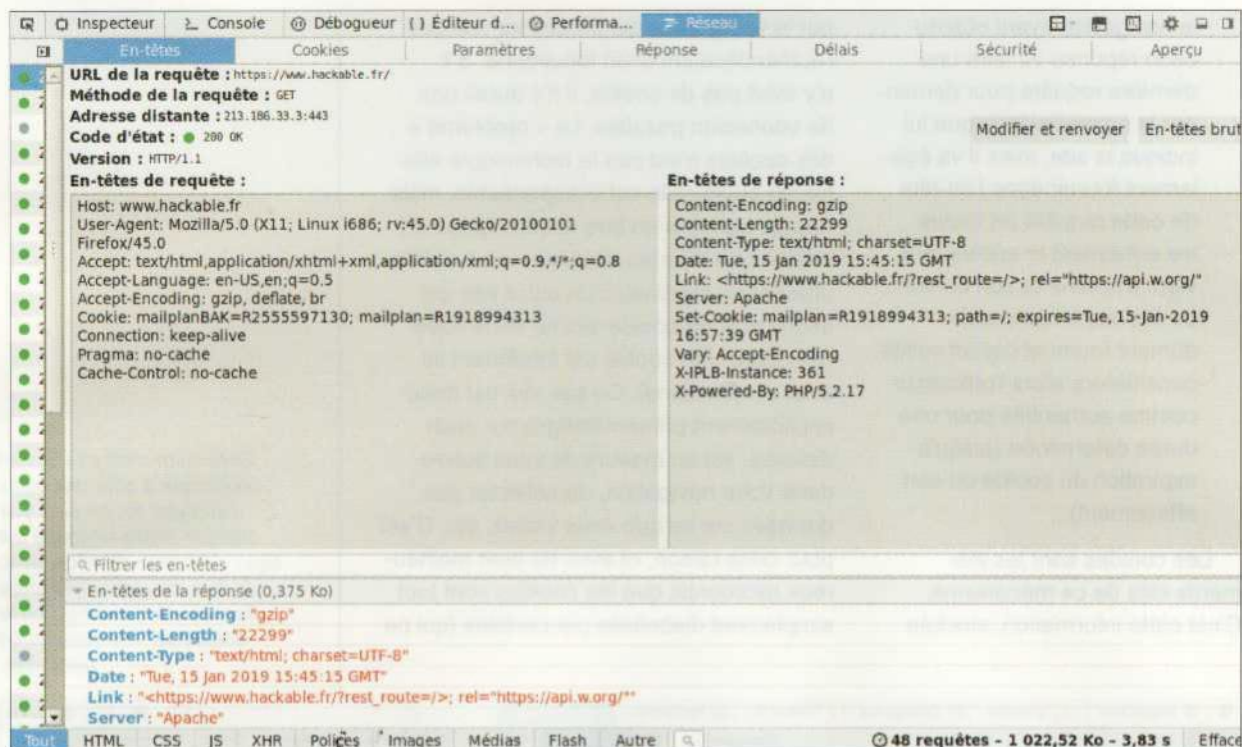 Inspecteur Console Débogueur {} Éditeur d... Performa... Réseau
En-têtes Cookies Paramètres Réponse Délais Sécurité Aperçu
URL de la requête : https://www.hackable.fr/
Méthode de la requête : GET
Adresse distante : 213.186.33.3:443
Code d'état : 200 OK
Modifier et renvoyer En-têtes brut
Version : HTTP/1.1
En-têtes de requête :
Host: www.hackable.fr
User-Agent: Mozilla/5.0 (X11; Linux i686; rv:45.0) Gecko/20100101
Firefox/45.0
Accept: text/html,application/xhtml+xml,application/xml;q=0.9,*/*;q=0.8
Accept-Language: en-US,en;q=0.5
Accept-Encoding: gzip, deflate, br
Cookie: mailplanBAK=R2555597130; mailplan=R1918994313
Connection: keep-alive
Pragma: no-cache
Cache-Control: no-cache
En-têtes de réponse :
Content-Encoding: gzip
Content-Length: 22299
Content-Type: text/html; charset=UTF-8
Date: Tue, 15 Jan 2019 15:45:15 GMT
Link: <https://www.hackable.fr/?rest_route=/>; rel="https://api.w.org/"
Server: Apache
Set-Cookie: mailplan=R1918994313; path=/; expires=Tue, 15-Jan-2019
16:57:39 GMT
Vary: Accept-Encoding
X-IPLB-Instance: 361
X-Powered-By: PHP/5.2.17
Filtrer les en-têtes
En-têtes de la réponse (0,375 Ko)
Content-Encoding : "gzip"
Content-Length : "22299"
Content-Type : "text/html; charset=UTF-8"
Date : "Tue, 15 Jan 2019 15:45:15 GMT"
Link : "<https://www.hackable.fr/?rest_route=/>; rel="https://api.w.org/""
Server : "Apache"
Tout HTML CSS JS XHR Polices Images Médias Flash Autre 48 requêtes - 1 022,52 Ko - 3,83 s Efface